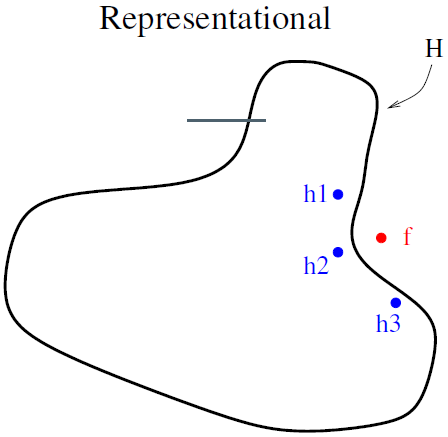 Representational
H
h1
f
h2
h3